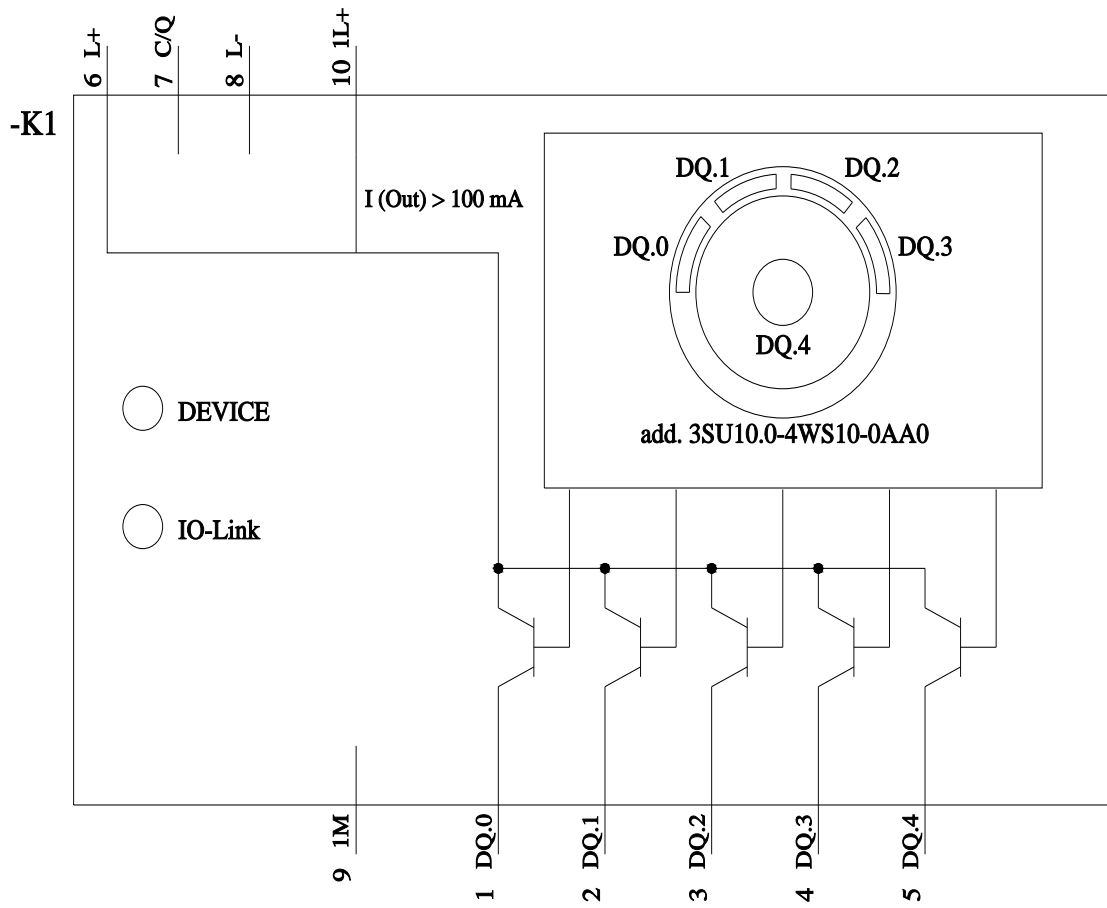 6 L+
7 C/Q
8 L-
10 1L+
-K1
I (Out) > 100 mA
DQ.1
DQ.2
DQ.0
DQ.3
DQ.4
add. 3SU10.0-4WS10-0AA0
DEVICE
IO-Link
9 1M
1 DQ.0
2 DQ.1
3 DQ.2
4 DQ.3
5 DQ.4